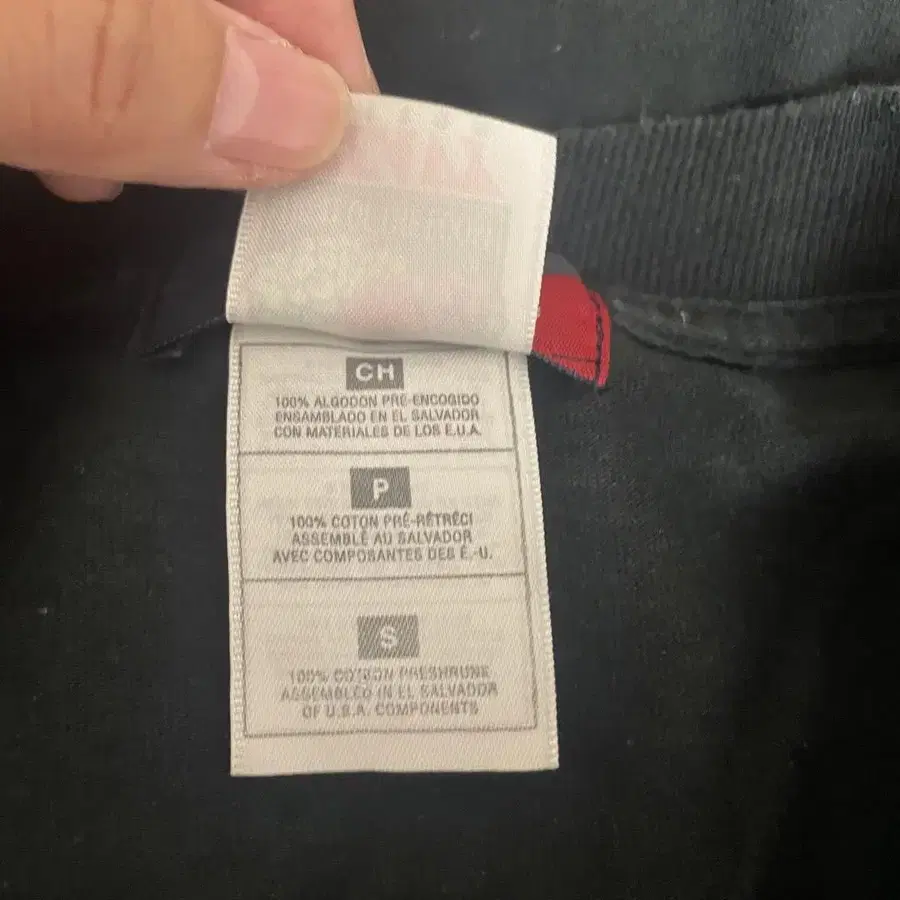 CH
100% ALGODON PRE-ENCOGIDO
ENSAMBLADO EN EL SALVADOR
CON MATERIALES DE LOS E.U.A.
P
100% COTON PRÉ-RÉTRÉCI
ASSEMBLÉ AU SALVADOR
AVEC COMPOSANTES DES É.-U.
S
100% COTTON PRESHRUNK
ASSEMBLED IN EL SALVADOR
OF U.S.A. COMPONENTS